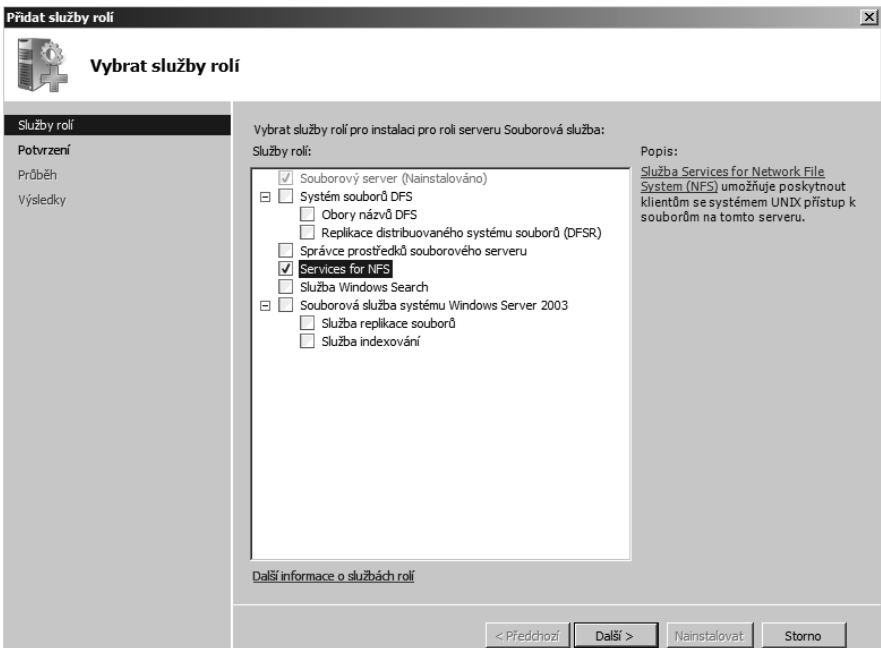 Přidat služby rolí
Vybrat služby rolí
Služby rolí
Potvrzení
Průběh
Výsledky
Vybrat služby rolí pro instalaci pro roli serveru Souborová služba:
Služby rolí:
Souborový server (Nainstalováno)
Systém souborů DFS
Obory názvů DFS
Replikace distribuovaného systému souborů (DFSR)
Správce prostředků souborového serveru
Services for NFS
Služba Windows Search
Souborová služba systému Windows Server 2003
Služba replikace souborů
Služba indexování
Další informace o službách rolí
Popis:
Služba Services for Network File
System (NFS) umožňuje poskytnout
klientům se systémem UNIX přístup k
souborům na tomto serveru.
< Předchozí
Další >
Nainstalovat
Storno